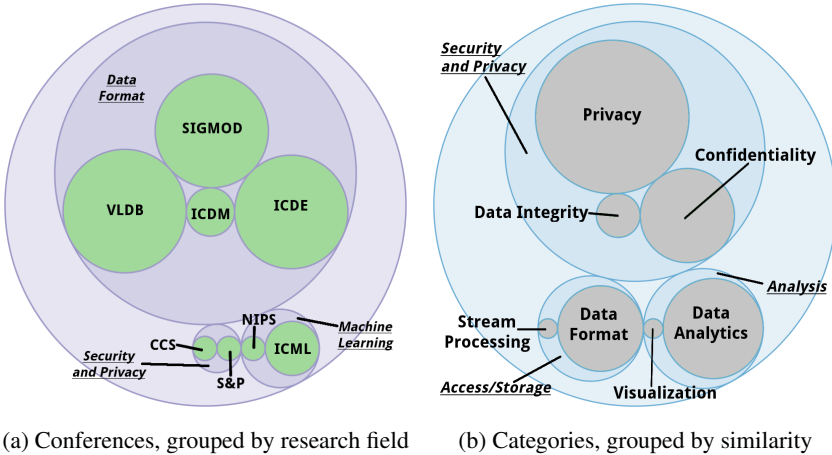 Data
Format
SIGMOD
VLDB
ICDM
ICDE
NIPS
CCS
ICML
Machine
Learning
Security
and Privacy
S&P
(a) Conferences, grouped by research field
Security
and Privacy
Privacy
Confidentiality
Data Integrity
Analysis
Stream
Processing
Data
Format
Data
Analytics
Access/Storage
Visualization
(b) Categories, grouped by similarity